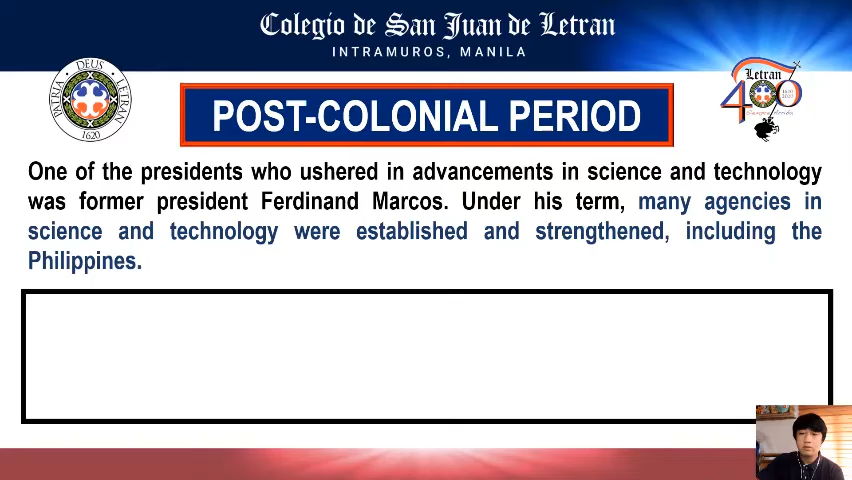 Colegio de San Juan de Letran
INTRAMUROS, MANILA
DEUS
PATRIA
LETRAN
1620
Letran
400
POST-COLONIAL PERIOD
One of the presidents who ushered in advancements in science and technology
was former president Ferdinand Marcos. Under his term, many agencies in
science and technology were established and strengthened, including the
Philippines.